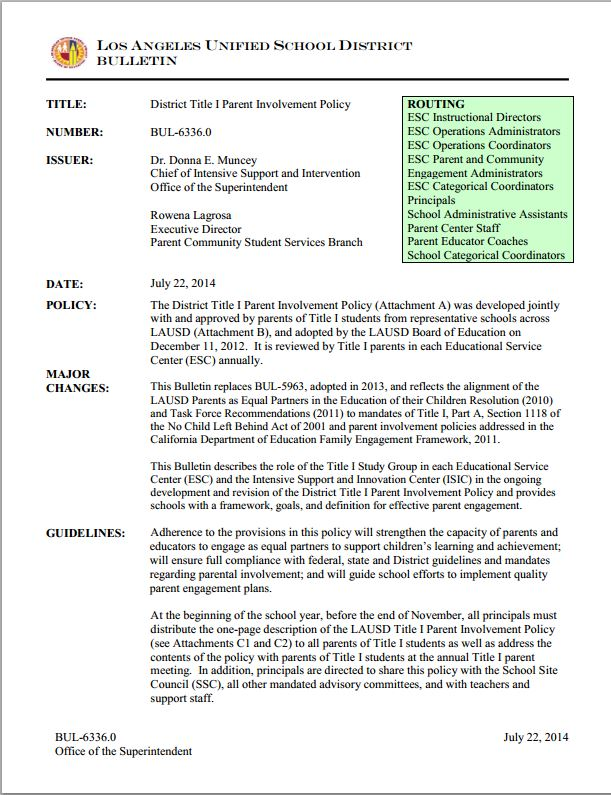 LOS ANGELES UNIFIED SCHOOL DISTRICT
BULLETIN
TITLE:
District Title I Parent Involvement Policy
NUMBER:
BUL-6336.0
ISSUER:
Dr. Donna E. Muncey
Chief of Intensive Support and Intervention
Office of the Superintendent
Rowena Lagrosa
Executive Director
Parent Community Student Services Branch
ROUTING
ESC Instructional Directors
ESC Operations Administrators
ESC Operations Coordinators
ESC Parent and Community
Engagement Administrators
ESC Categorical Coordinators
Principals
School Administrative Assistants
Parent Center Staff
Parent Educator Coaches
School Categorical Coordinators
DATE:
July 22, 2014
POLICY:
The District Title I Parent Involvement Policy (Attachment A) was developed jointly
with and approved by parents of Title I students from representative schools across
LAUSD (Attachment B), and adopted by the LAUSD Board of Education on
December 11, 2012.  It is reviewed by Title I parents in each Educational Service
Center (ESC) annually.
MAJOR
CHANGES:
This Bulletin replaces BUL-5963, adopted in 2013, and reflects the alignment of the
LAUSD Parents as Equal Partners in the Education of their Children Resolution (2010)
and Task Force Recommendations (2011) to mandates of Title I, Part A, Section 1118 of
the No Child Left Behind Act of 2001 and parent involvement policies addressed in the
California Department of Education Family Engagement Framework, 2011.
This Bulletin describes the role of the Title I Study Group in each Educational Service
Center (ESC) and the Intensive Support and Innovation Center (ISIC) in the ongoing
development and revision of the District Title I Parent Involvement Policy and provides
schools with a framework, goals, and definition for effective parent engagement.
GUIDELINES:
Adherence to the provisions in this policy will strengthen the capacity of parents and
educators to engage as equal partners to support children's learning and achievement;
will ensure full compliance with federal, state and District guidelines and mandates
regarding parental involvement; and will guide school efforts to implement quality
parent engagement plans.
At the beginning of the school year, before the end of November, all principals must
distribute the one-page description of the LAUSD Title I Parent Involvement Policy
(see Attachments C1 and C2) to all parents of Title I students as well as address the
contents of the policy with parents of Title I students at the annual Title I parent
meeting.  In addition, principals are directed to share this policy with the School Site
Council (SSC), all other mandated advisory committees, and with teachers and
support staff.
BUL-6336.0
Office of the Superintendent
July 22, 2014